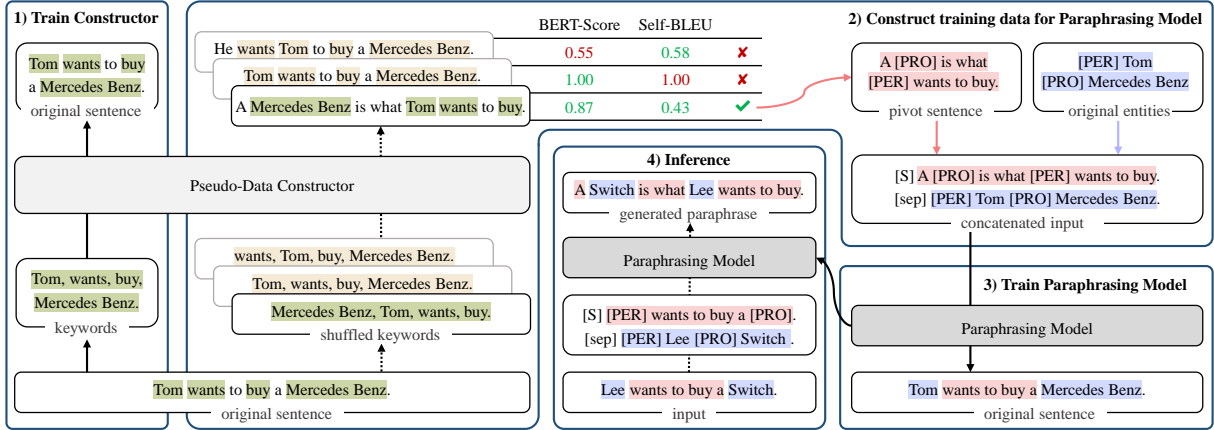 1) Train Constructor
Tom wants to buy
a Mercedes Benz.
original sentence
Pseudo-Data Constructor
Tom, wants, buy,
Mercedes Benz.
keywords
Tom wants to buy a Mercedes Benz.
original sentence
He wants Tom to buy a Mercedes Benz.
Tom wants to buy a Mercedes Benz.
A Mercedes Benz is what Tom wants to buy.
BERT-Score Self-BLEU
0.55 0.58 ✘
1.00 1.00 ✘
0.87 0.43 ✔
wants, Tom, buy, Mercedes Benz.
Tom, wants, buy, Mercedes Benz.
Mercedes Benz, Tom, wants, buy.
shuffled keywords
2) Construct training data for Paraphrasing Model
A [PRO] is what
[PER] wants to buy.
pivot sentence
[PER] Tom
[PRO] Mercedes Benz
original entities
[S] A [PRO] is what [PER] wants to buy.
[sep] [PER] Tom [PRO] Mercedes Benz.
concatenated input
3) Train Paraphrasing Model
Paraphrasing Model
Tom wants to buy a Mercedes Benz.
original sentence
4) Inference
A Switch is what Lee wants to buy.
generated paraphrase
Paraphrasing Model
[S] [PER] wants to buy a [PRO].
[sep] [PER] Lee [PRO] Switch .
Lee wants to buy a Switch.
input